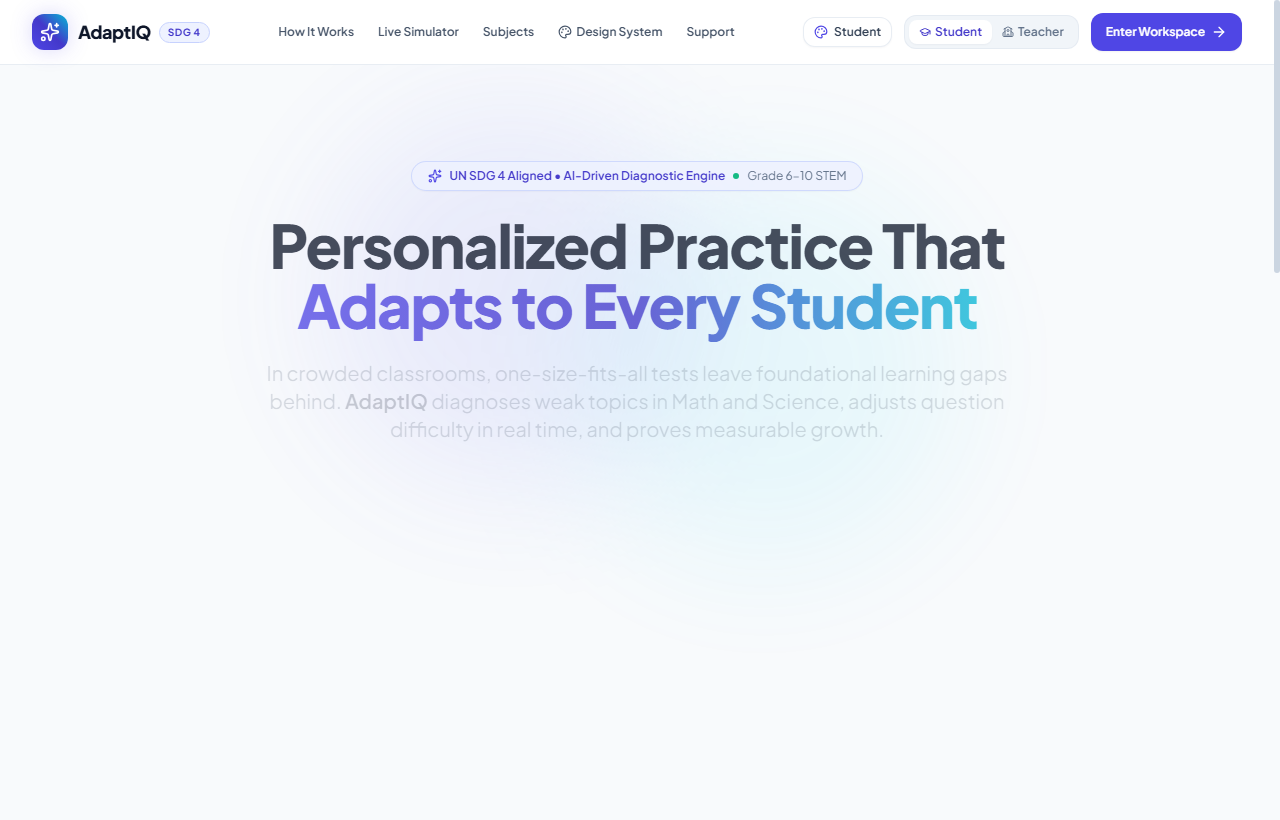 AdaptIQ SDG 4 How It Works Live Simulator Subjects Design System Support Student Student Teacher Enter Workspace
UN SDG 4 Aligned • AI-Driven Diagnostic Engine Grade 6–10 STEM
Personalized Practice That
Adapts to Every Student
In crowded classrooms, one-size-fits-all tests leave foundational learning gaps
behind. AdaptIQ diagnoses weak topics in Math and Science, adjusts question
difficulty in real time, and proves measurable growth.